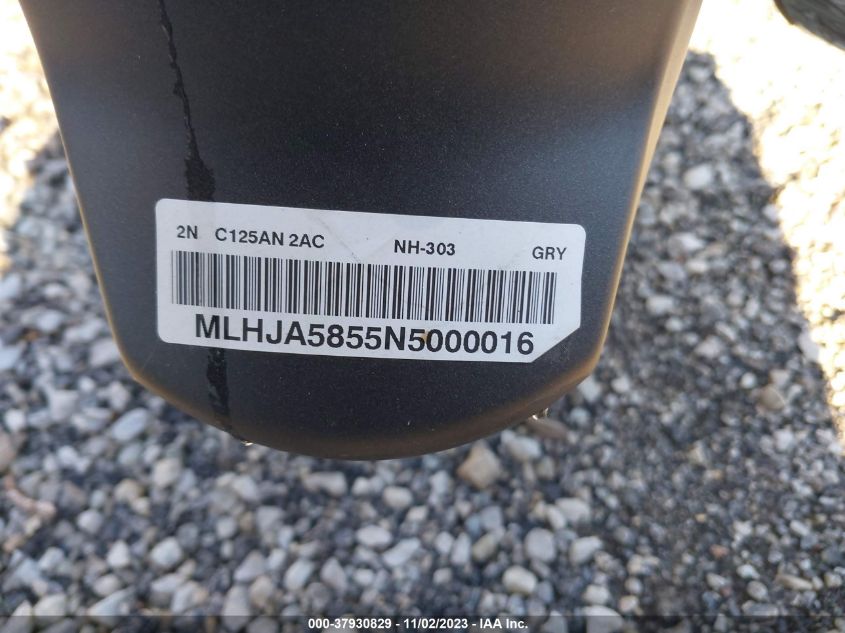 2N C125AN 2AC NH-303 GRY
MLHJA5855N5000016
000-37930829 - 11/02/2023 - IAA Inc.